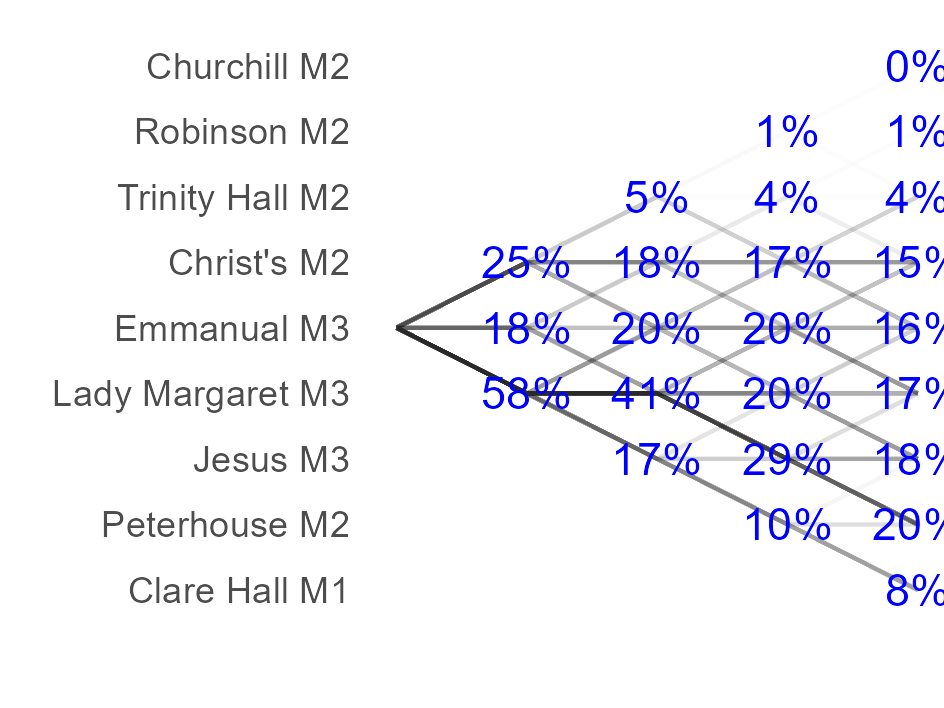 Churchill M2 0%
Robinson M2 1% 1%
Trinity Hall M2 5% 4% 4%
Christ's M2 25% 18% 17% 15%
Emmanual M3 18% 20% 20% 16%
Lady Margaret M3 58% 41% 20% 17%
Jesus M3 17% 29% 18%
Peterhouse M2 10% 20%
Clare Hall M1 8%